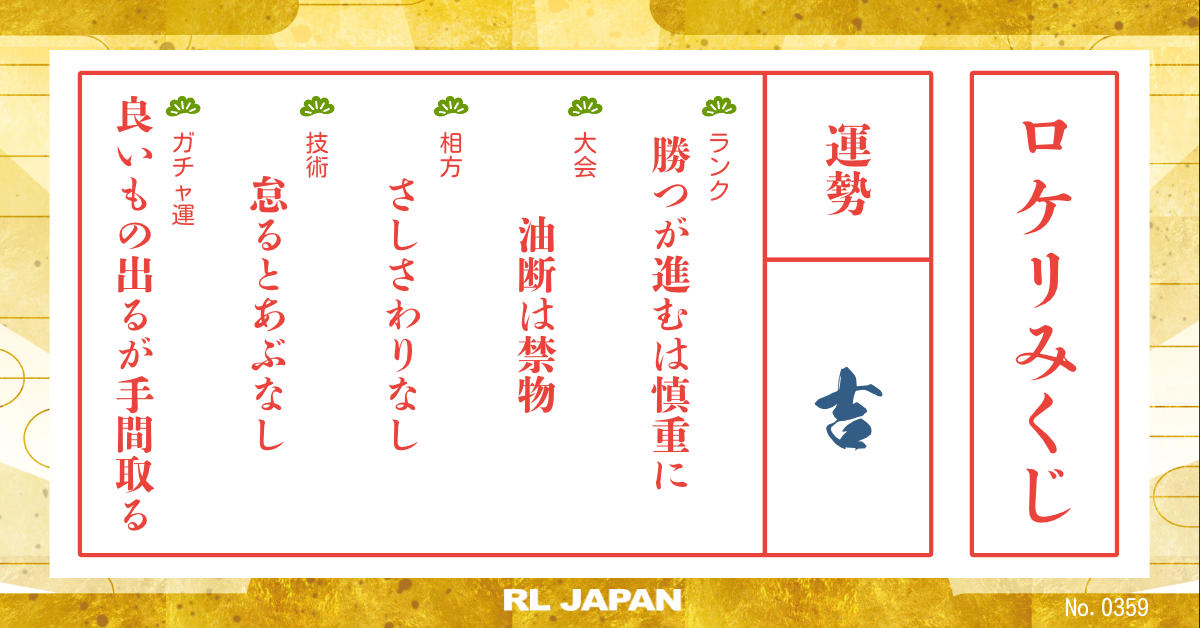 ロケリみくじ
運勢
吉
ランク
勝つが進むは慎重に
大会
油断は禁物
相方
さしさわりなし
技術
怠るとあぶなし
ガチャ運
良いもの出るが手間取る
RL JAPAN
No. 0359